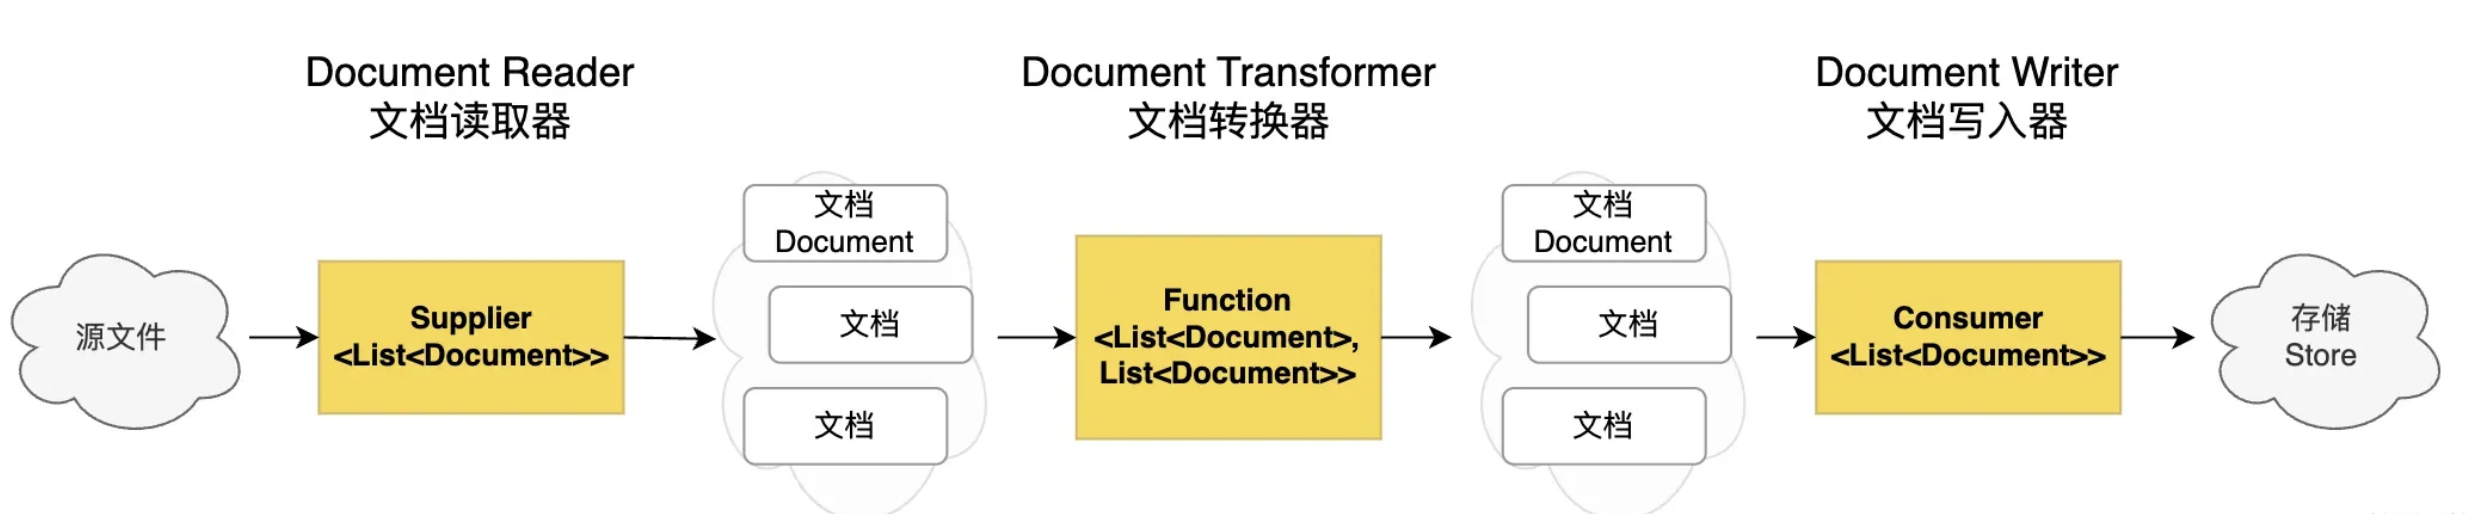 Document Reader
文档读取器
Document Transformer
文档转换器
Document Writer
文档写入器
源文件
Supplier
<List<Document>>
文档
Document
文档
文档
Function
<List<Document>,
List<Document>>
文档
Document
文档
文档
Consumer
<List<Document>>
存储
Store